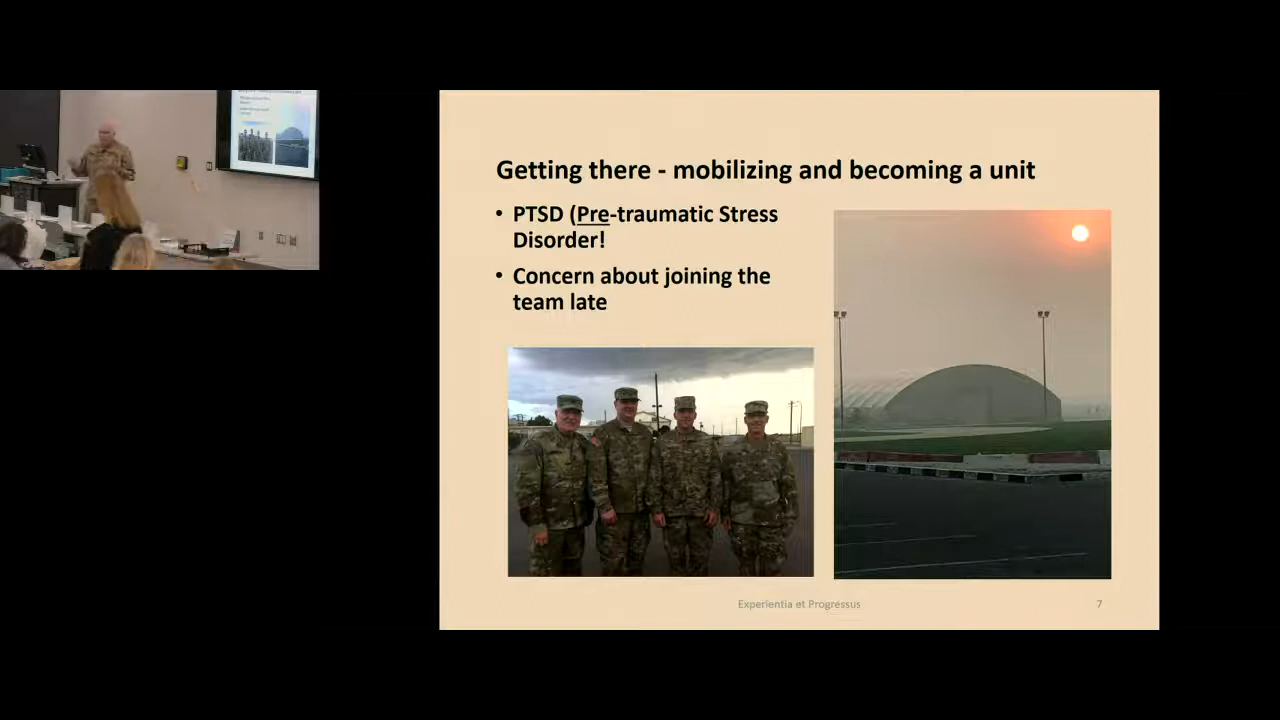 Getting there - mobilizing and becoming a unit
• PTSD (Pre-traumatic Stress
Disorder!
• Concern about joining the
team late
Experientia et Progressus
7